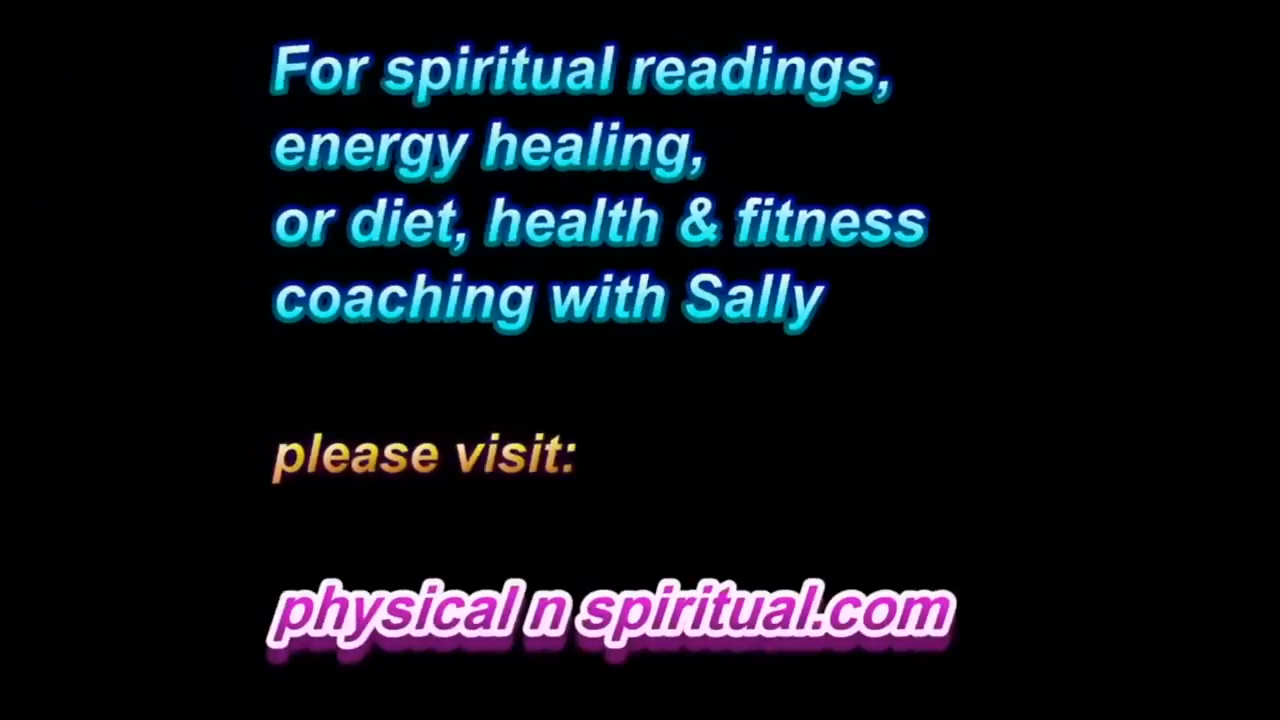 For spiritual readings,
energy healing,
or diet, health & fitness
coaching with Sally
please visit:
physical n spiritual.com